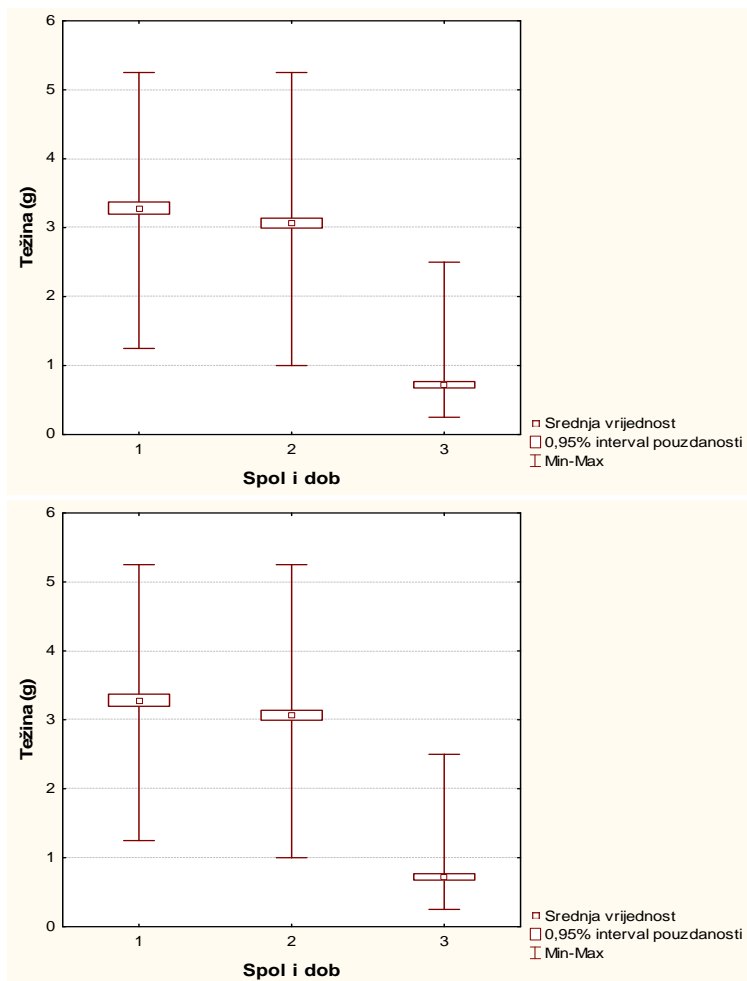 6
5
4
3
2
1
0
Težina (g)
1 2 3
Spol i dob
Srednja vrijednost
0,95% interval pouzdanosti
Min-Max
6
5
4
3
2
1
0
Težina (g)
1 2 3
Spol i dob
Srednja vrijednost
0,95% interval pouzdanosti
Min-Max